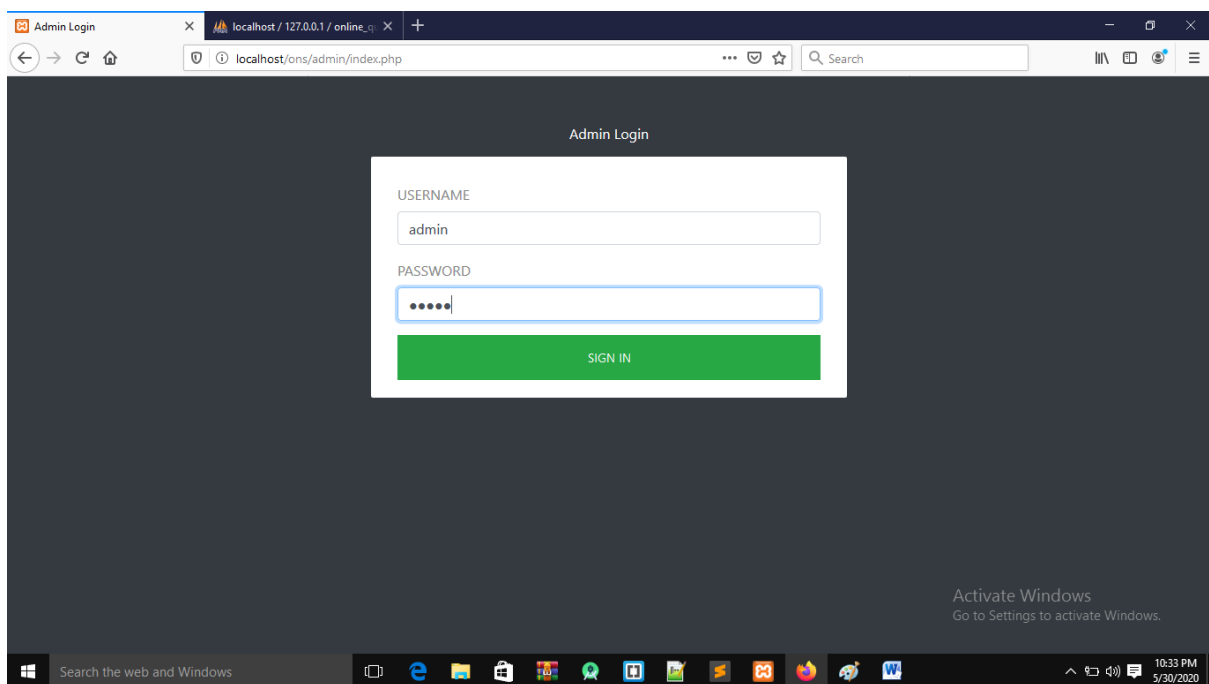 Admin Login
localhost / 127.0.0.1 / online_q
localhost/ons/admin/index.php
Search
Admin Login
USERNAME
admin
PASSWORD
●●●●●
SIGN IN
Activate Windows
Go to Settings to activate Windows.
Search the web and Windows
10:33 PM
5/30/2020